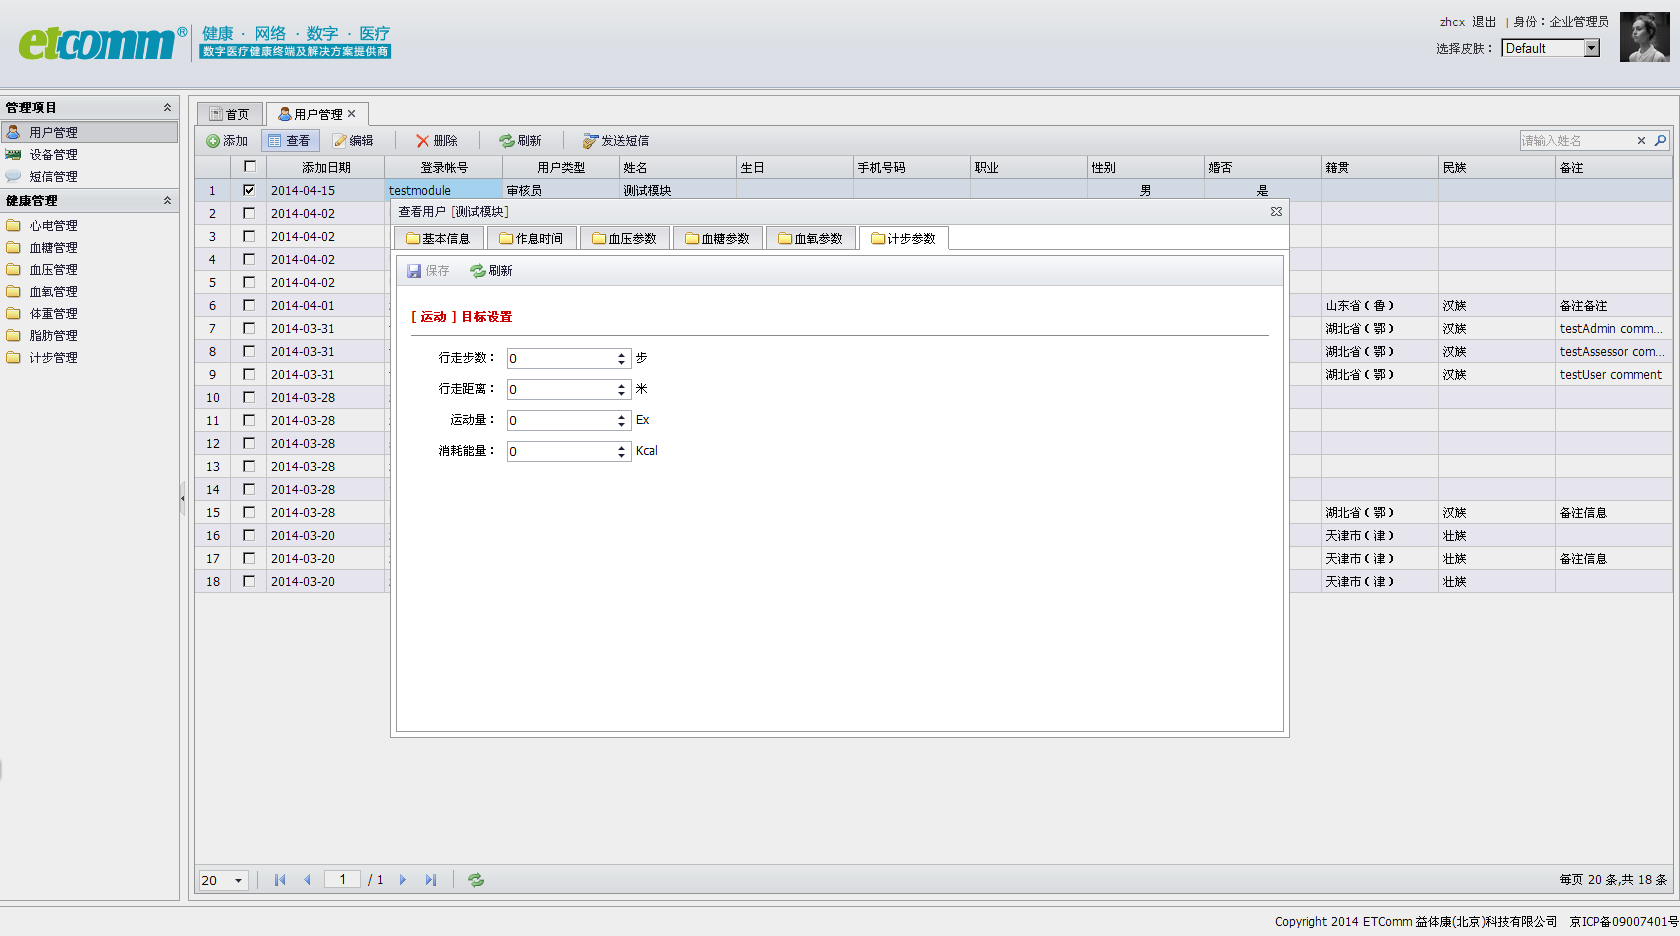 etcomm®
健康 · 网络 · 数字 · 医疗
数字医疗健康终端及解决方案提供商
zhcx 退出 | 身份：企业管理员
选择皮肤： Default
管理项目
用户管理
设备管理
短信管理
健康管理
心电管理
血糖管理
血压管理
血氧管理
体重管理
脂肪管理
计步管理
首页 用户管理
添加 查看 编辑 删除 刷新 发送短信 请输入姓名
添加日期 登录帐号 用户类型 姓名 生日 手机号码 职业 性别 婚否 籍贯 民族 备注
1 2014-04-15 testmodule 审核员 测试模块 男 是
2 2014-04-02
3 2014-04-02
4 2014-04-02
5 2014-04-02
6 2014-04-01 山东省（鲁） 汉族 备注备注
7 2014-03-31 湖北省（鄂） 汉族 testAdmin comm...
8 2014-03-31 湖北省（鄂） 汉族 testAssessor com...
9 2014-03-31 湖北省（鄂） 汉族 testUser comment
10 2014-03-28
11 2014-03-28
12 2014-03-28
13 2014-03-28
14 2014-03-28
15 2014-03-28 湖北省（鄂） 汉族 备注信息
16 2014-03-20 天津市（津） 壮族
17 2014-03-20 天津市（津） 壮族 备注信息
18 2014-03-20 天津市（津） 壮族
查看用户 [测试模块]
基本信息 作息时间 血压参数 血糖参数 血氧参数 计步参数
保存 刷新
[ 运动 ] 目标设置
行走步数： 0 步
行走距离： 0 米
运动量： 0 Ex
消耗能量： 0 Kcal
20 1 / 1 每页 20 条,共 18 条
Copyright 2014 ETComm 益体康(北京)科技有限公司 京ICP备09007401号